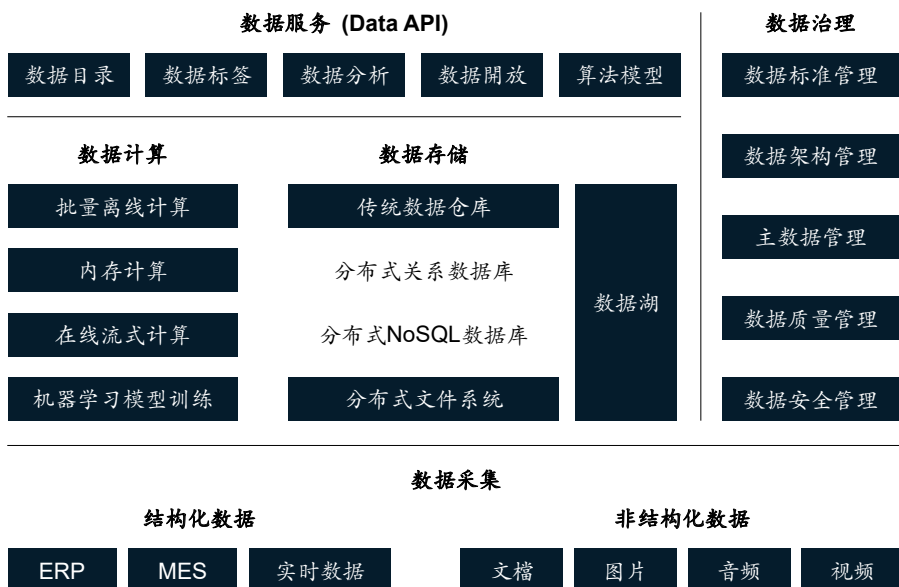 数据服务 (Data API)
数据目录 数据标签 数据分析 数据開放 算法模型
数据计算
批量离线计算
内存计算
在线流式计算
机器学习模型训练
数据存储
传统数据仓库
分布式关系数据库
分布式NoSQL数据库
分布式文件系统
数据湖
数据治理
数据标准管理
数据架构管理
主数据管理
数据质量管理
数据安全管理
数据采集
结构化数据
ERP MES 实时数据
非结构化数据
文檔 图片 音频 视频